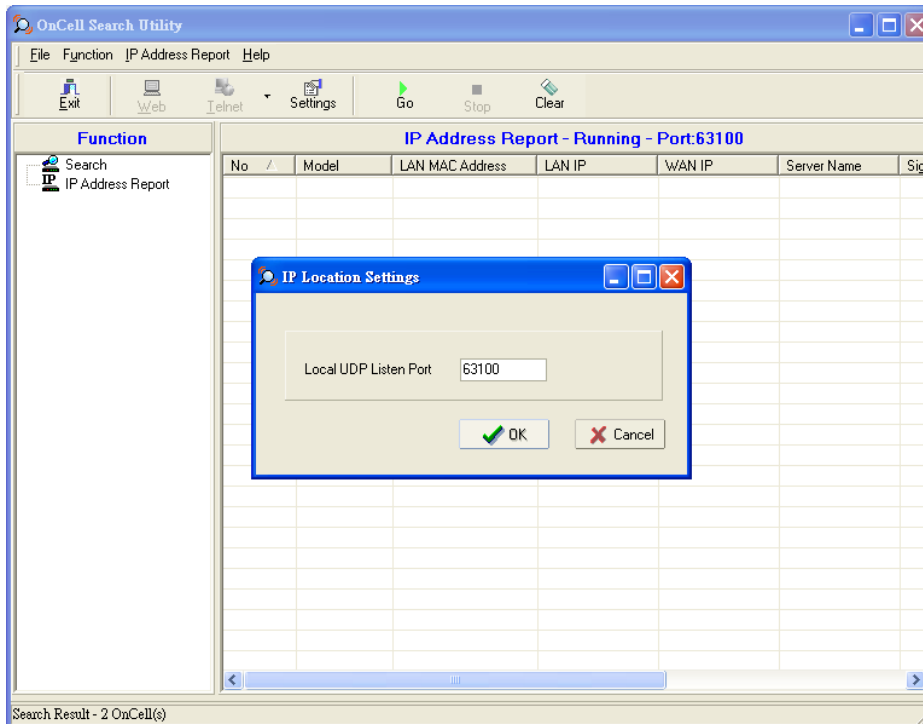 OnCell Search Utility
File Function IP Address Report Help
Exit Web Telnet Settings Go Stop Clear
Function
IP Address Report - Running - Port:63100
Search
IP Address Report
No Model LAN MAC Address LAN IP WAN IP Server Name Sig
IP Location Settings
Local UDP Listen Port 63100
OK Cancel
Search Result - 2 OnCell(s)